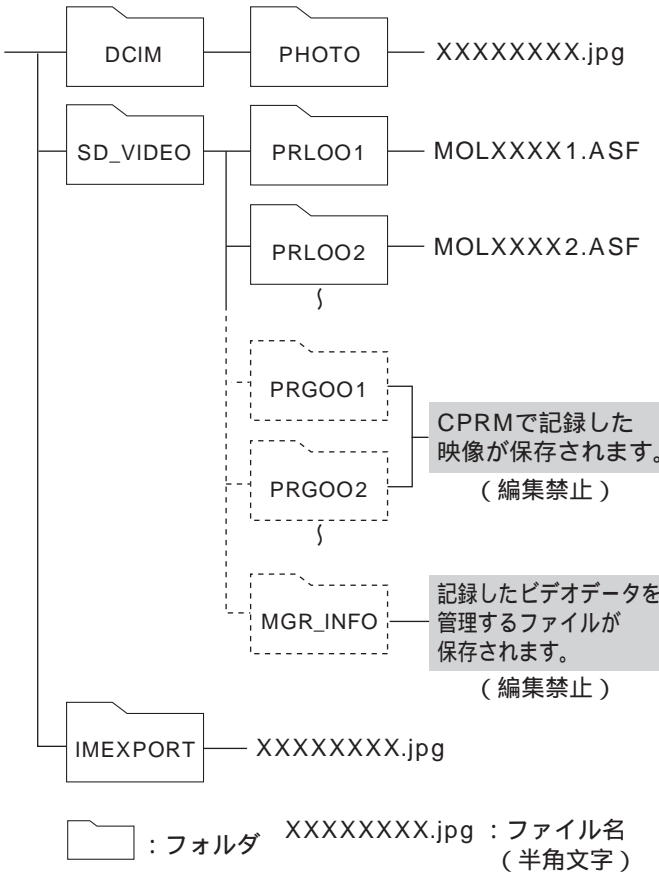 DCIM
PHOTO
XXXXXXXX.jpg
SD_VIDEO
PRLOO1
MOLXXXX1.ASF
PRLOO2
MOLXXXX2.ASF
PRGOO1
PRGOO2
CPRMで記録した
映像が保存されます。
(編集禁止)
MGR_INFO
記録したビデオデータを
管理するファイルが
保存されます。
(編集禁止)
IMEXPORT
XXXXXXXX.jpg
:フォルダ
XXXXXXXX.jpg :ファイル名
(半角文字)